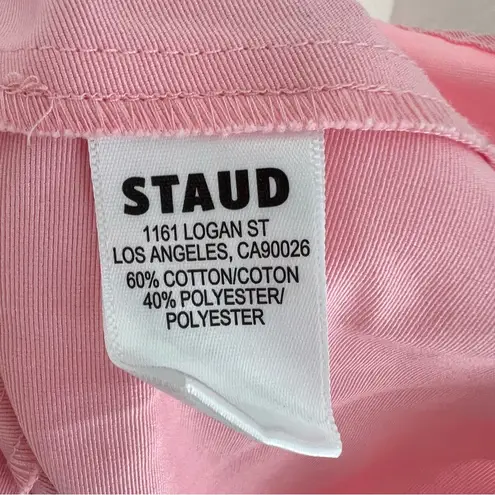 STAUD
1161 LOGAN ST
LOS ANGELES, CA90026
60% COTTON/COTON
40% POLYESTER/
POLYESTER